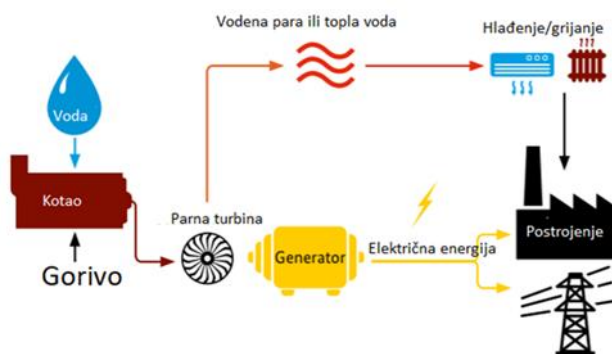 Vodena para ili topla voda
Hlađenje/grijanje
Voda
Kotao
Parna turbina
Gorivo
Generator
Električna energija
Postrojenje